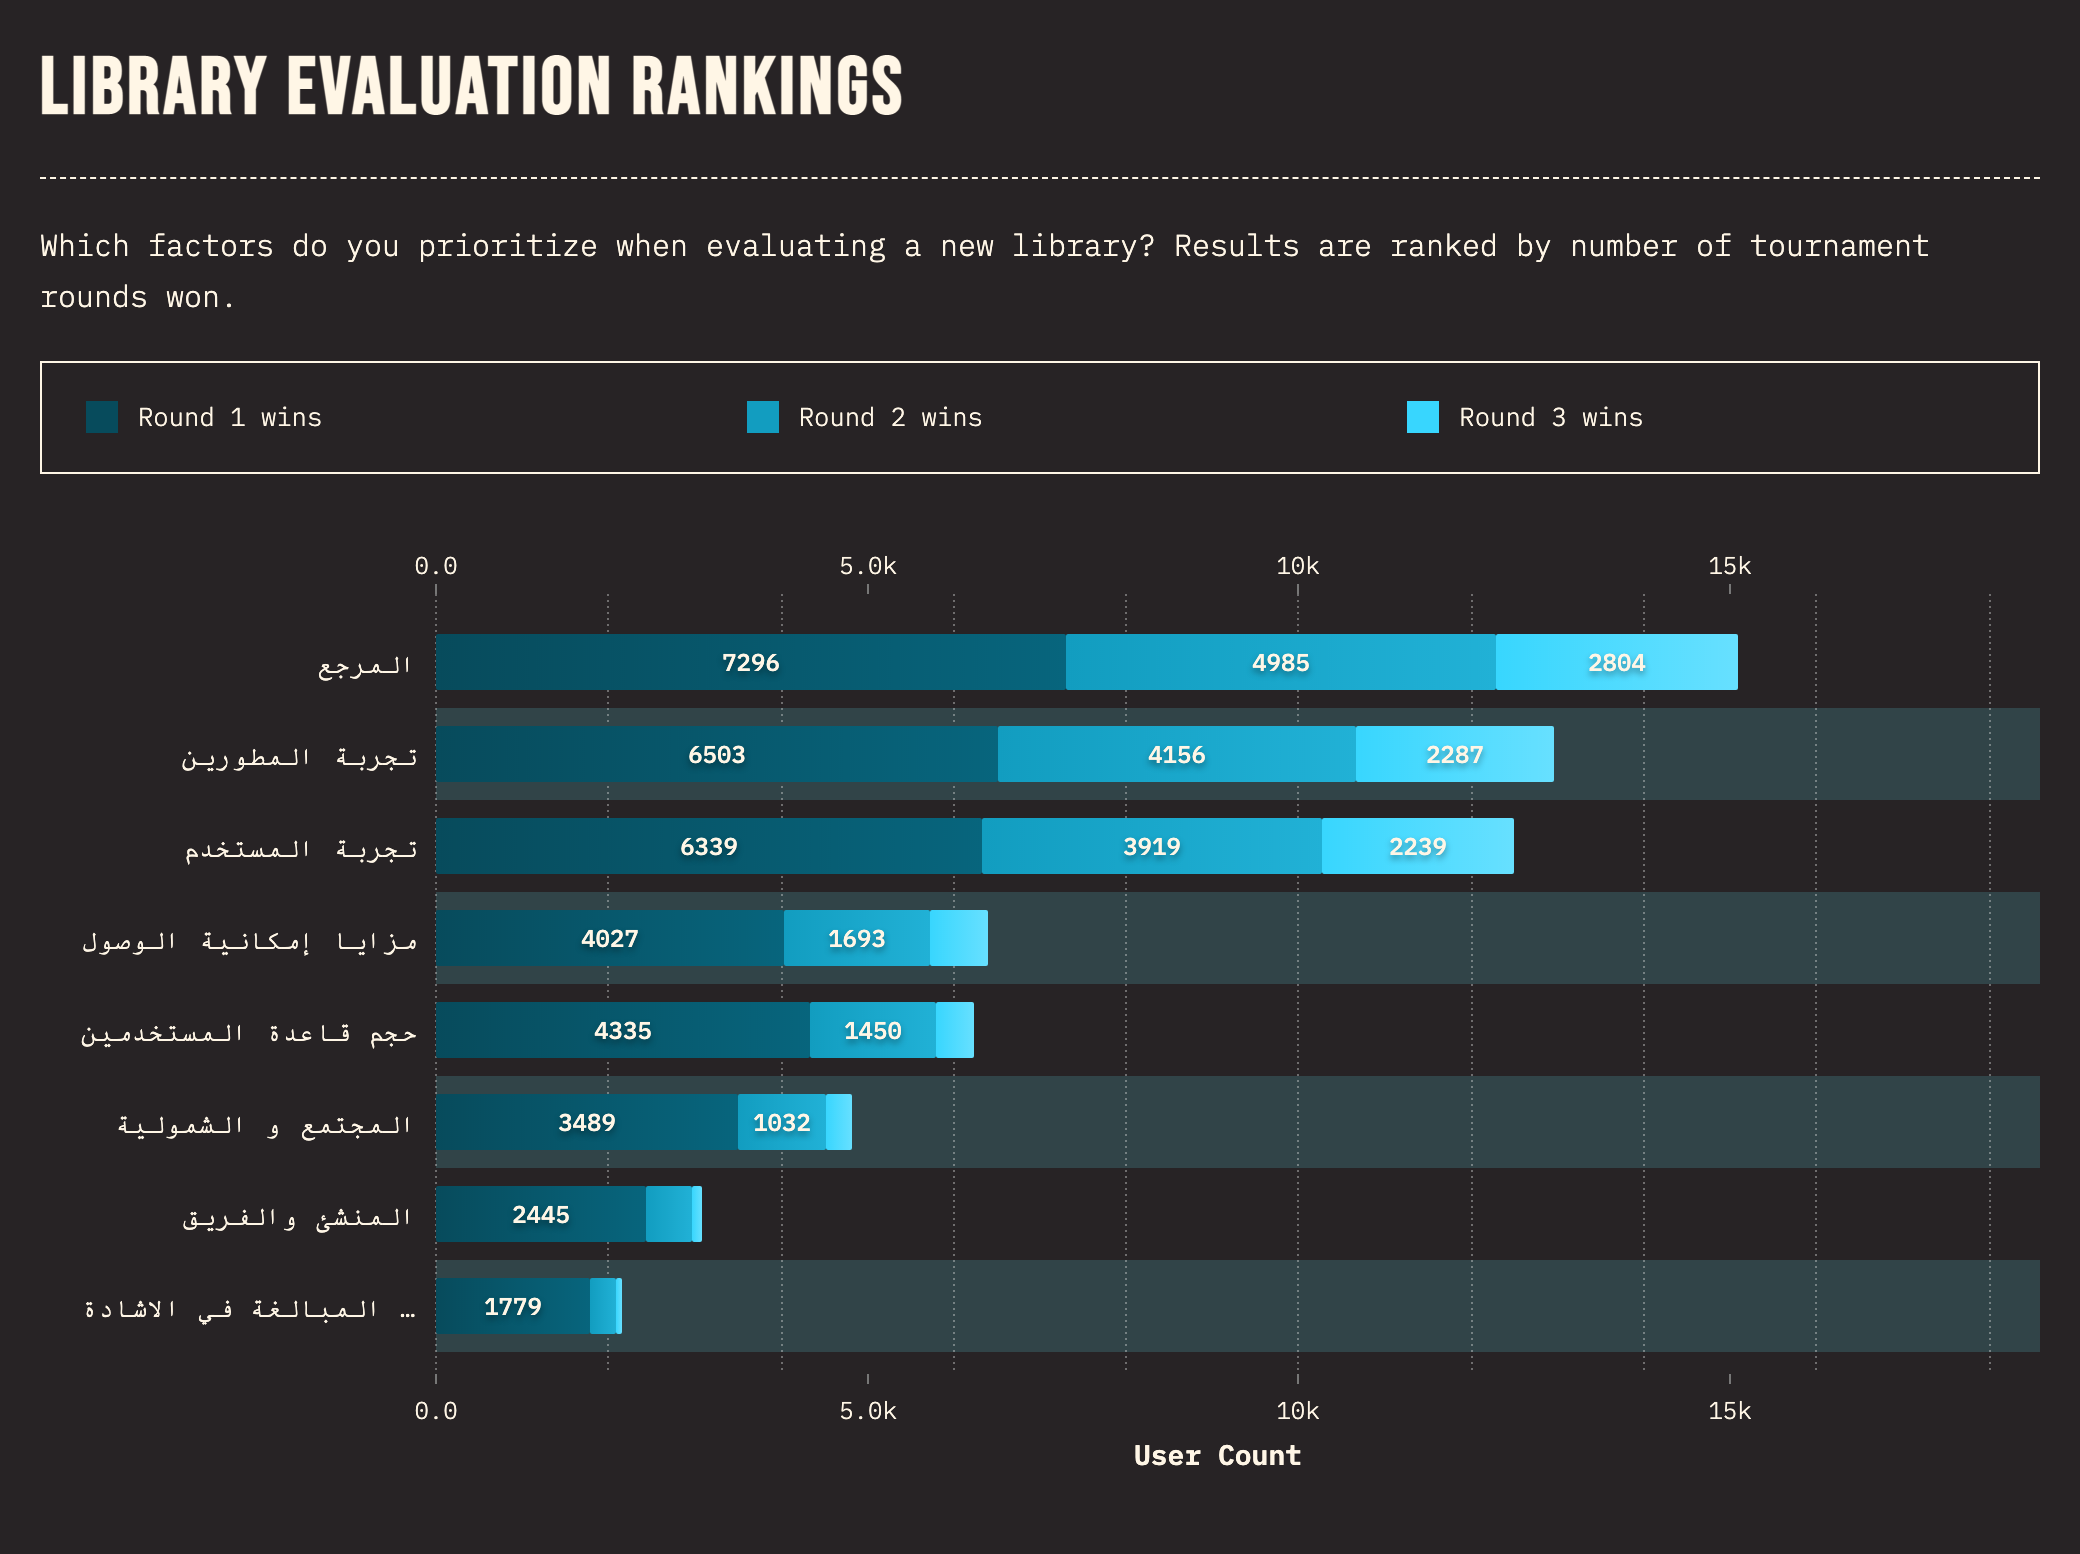 LIBRARY EVALUATION RANKINGS
Which factors do you prioritize when evaluating a new library? Results are ranked by number of tournament
rounds won.
Round 1 wins Round 2 wins Round 3 wins
0.0 5.0k 10k 15k
المرجع 7296 4985 2804
تجربة المطورين 6503 4156 2287
تجربة المستخدم 6339 3919 2239
مزايا إمكانية الوصول 4027 1693
حجم قاعدة المستخدمين 4335 1450
المجتمع و الشمولية 3489 1032
المنشئ والفريق 2445
المبالغة في الاشادة … 1779
0.0 5.0k 10k 15k
User Count